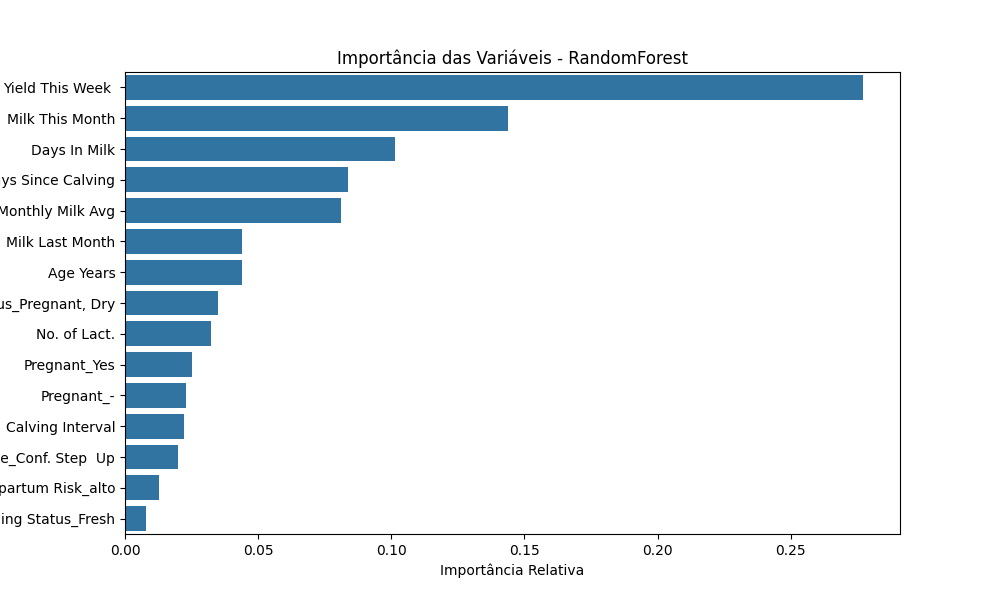 Importância das Variáveis - RandomForest
Yield This Week
Milk This Month
Days In Milk
ys Since Calving
Monthly Milk Avg
Milk Last Month
Age Years
us_Pregnant, Dry
No. of Lact.
Pregnant_Yes
Pregnant_-
Calving Interval
e_Conf. Step  Up
partum Risk_alto
ing Status_Fresh
0.00 0.05 0.10 0.15 0.20 0.25
Importância Relativa